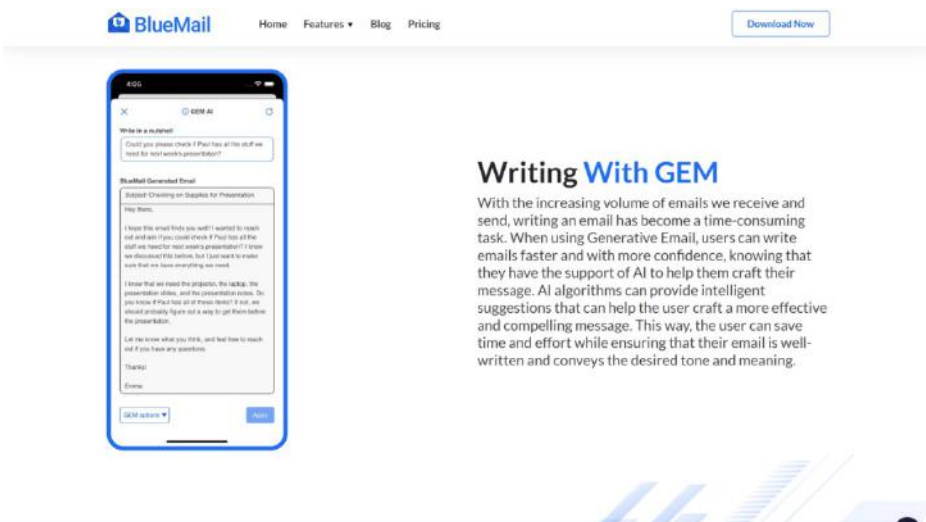 BlueMail
Home Features ▾ Blog Pricing
Download Now
4:05
GEM AI
Write in a nutshell
Could you please check if Paul has all the stuff we
need for next week's presentation?
BlueMail Generated Email
Subject: Checking on Supplies for Presentation
Hey there,
I hope this email finds you well! I wanted to reach
out and see if you could check if Paul has all the
stuff we need for next week's presentation? I know
we discussed this before, but I just want to make
sure that we have everything we need.
I know that we need the projector, the laptop, the
presentation slides, and the presentation notes. Do
you know if Paul has all of these items? If not, we
should probably figure out a way to get them before
the presentation.
Let me know what you think, and feel free to reach
out if you have any questions.
Thanks!
Emma
GEM options ▼
Apply
Writing With GEM
With the increasing volume of emails we receive and
send, writing an email has become a time-consuming
task. When using Generative Email, users can write
emails faster and with more confidence, knowing that
they have the support of AI to help them craft their
message. AI algorithms can provide intelligent
suggestions that can help the user craft a more effective
and compelling message. This way, the user can save
time and effort while ensuring that their email is well-
written and conveys the desired tone and meaning.